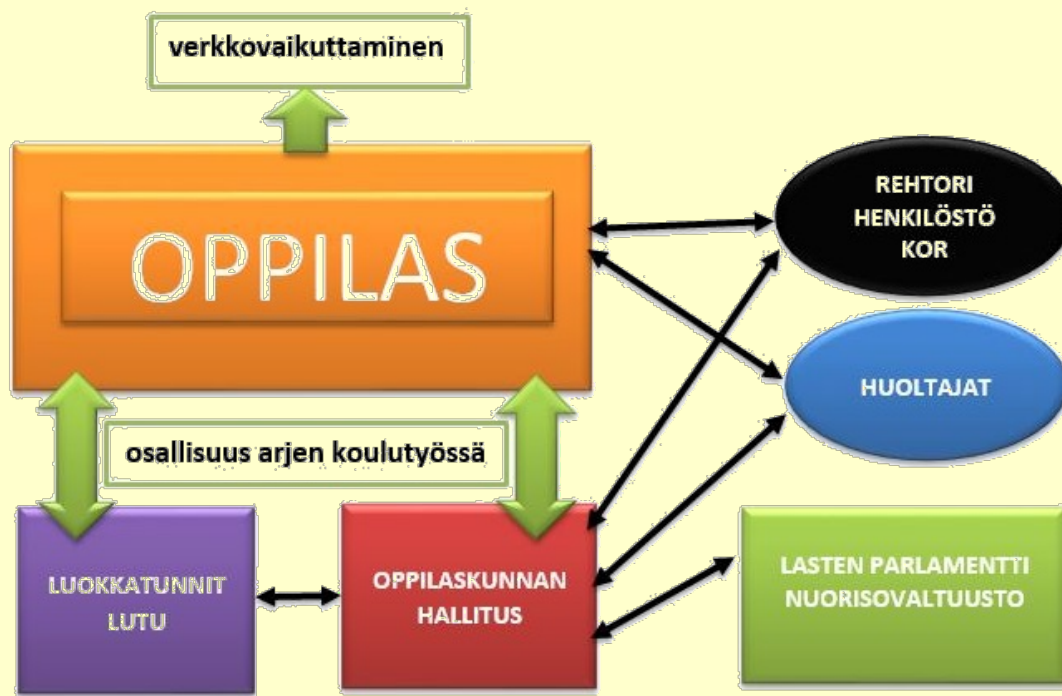 verkkovaikuttaminen
OPPILAS
REHTORI
HENKILÖSTÖ
KOR
HUOLTAJAT
osallisuus arjen koulutyössä
LUOKKATUNNIT
LUTU
OPPILASKUNNAN
HALLITUS
LASTEN PARLAMENTTI
NUORISOVALTUUSTO